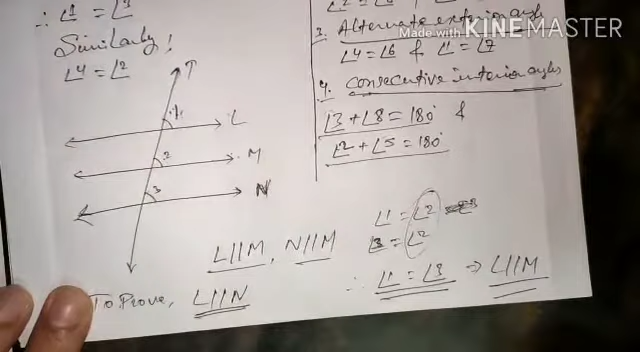 ∴ ∠1 = ∠3
Similarly!
∠4 = ∠2
T
1
L
2
M
3
N
L||M, N||M
To Prove, L||N
3. Alternate exterior angle
∠4 = ∠6 & ∠1 = ∠7
4. consecutive interior angles
∠3 + ∠8 = 180° &
∠2 + ∠5 = 180°
∠1 = ∠2
∠3 = ∠2
∴ ∠1 = ∠3 ⇒ L||M
Made with KINEMASTER